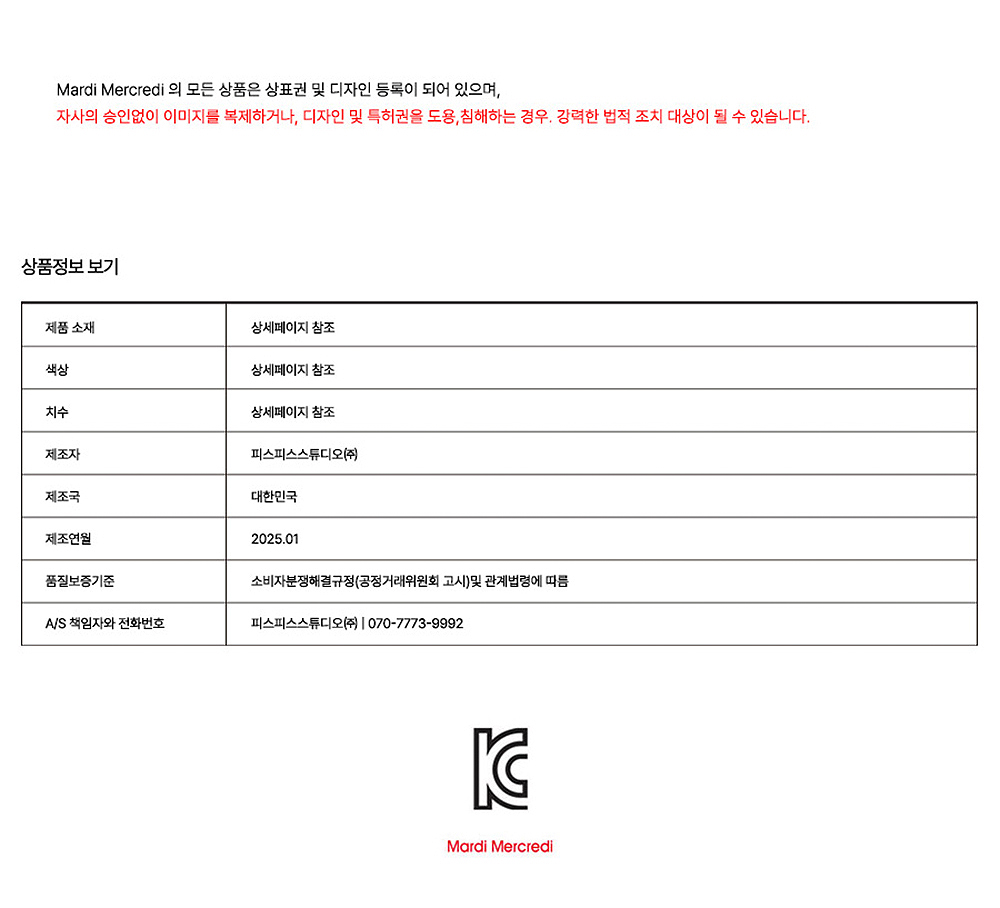 Mardi Mercredi 의 모든 상품은 상표권 및 디자인 등록이 되어 있으며,
자사의 승인없이 이미지를 복제하거나, 디자인 및 특허권을 도용,침해하는 경우. 강력한 법적 조치 대상이 될 수 있습니다.
상품정보 보기
제품 소재 상세페이지 참조
색상 상세페이지 참조
치수 상세페이지 참조
제조자 피스피스스튜디오㈜
제조국 대한민국
제조연월 2025.01
품질보증기준 소비자분쟁해결규정(공정거래위원회 고시)및 관계법령에 따름
A/S 책임자와 전화번호 피스피스스튜디오㈜ | 070-7773-9992
KC
Mardi Mercredi